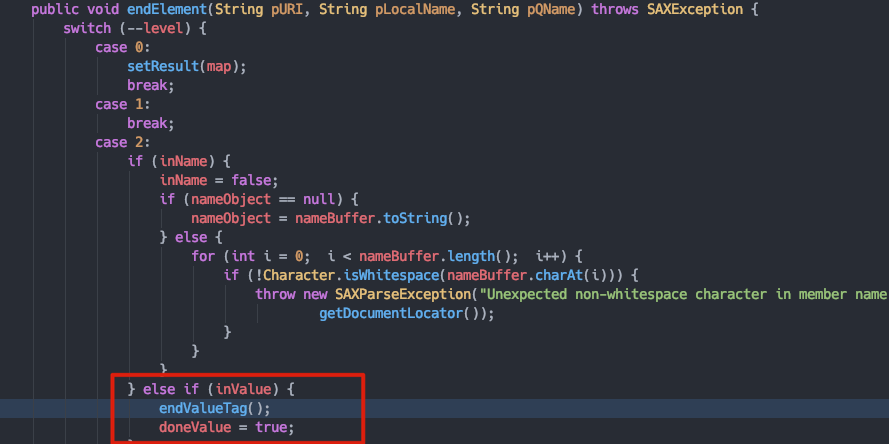 public void endElement(String pURI, String pLocalName, String pQName) throws SAXException {
switch (--level) {
case 0:
setResult(map);
break;
case 1:
break;
case 2:
if (inName) {
inName = false;
if (nameObject == null) {
nameObject = nameBuffer.toString();
} else {
for (int i = 0;  i < nameBuffer.length();  i++) {
if (!Character.isWhitespace(nameBuffer.charAt(i))) {
throw new SAXParseException("Unexpected non-whitespace character in member name
getDocumentLocator());
}
}
}
} else if (inValue) {
endValueTag();
doneValue = true;
}